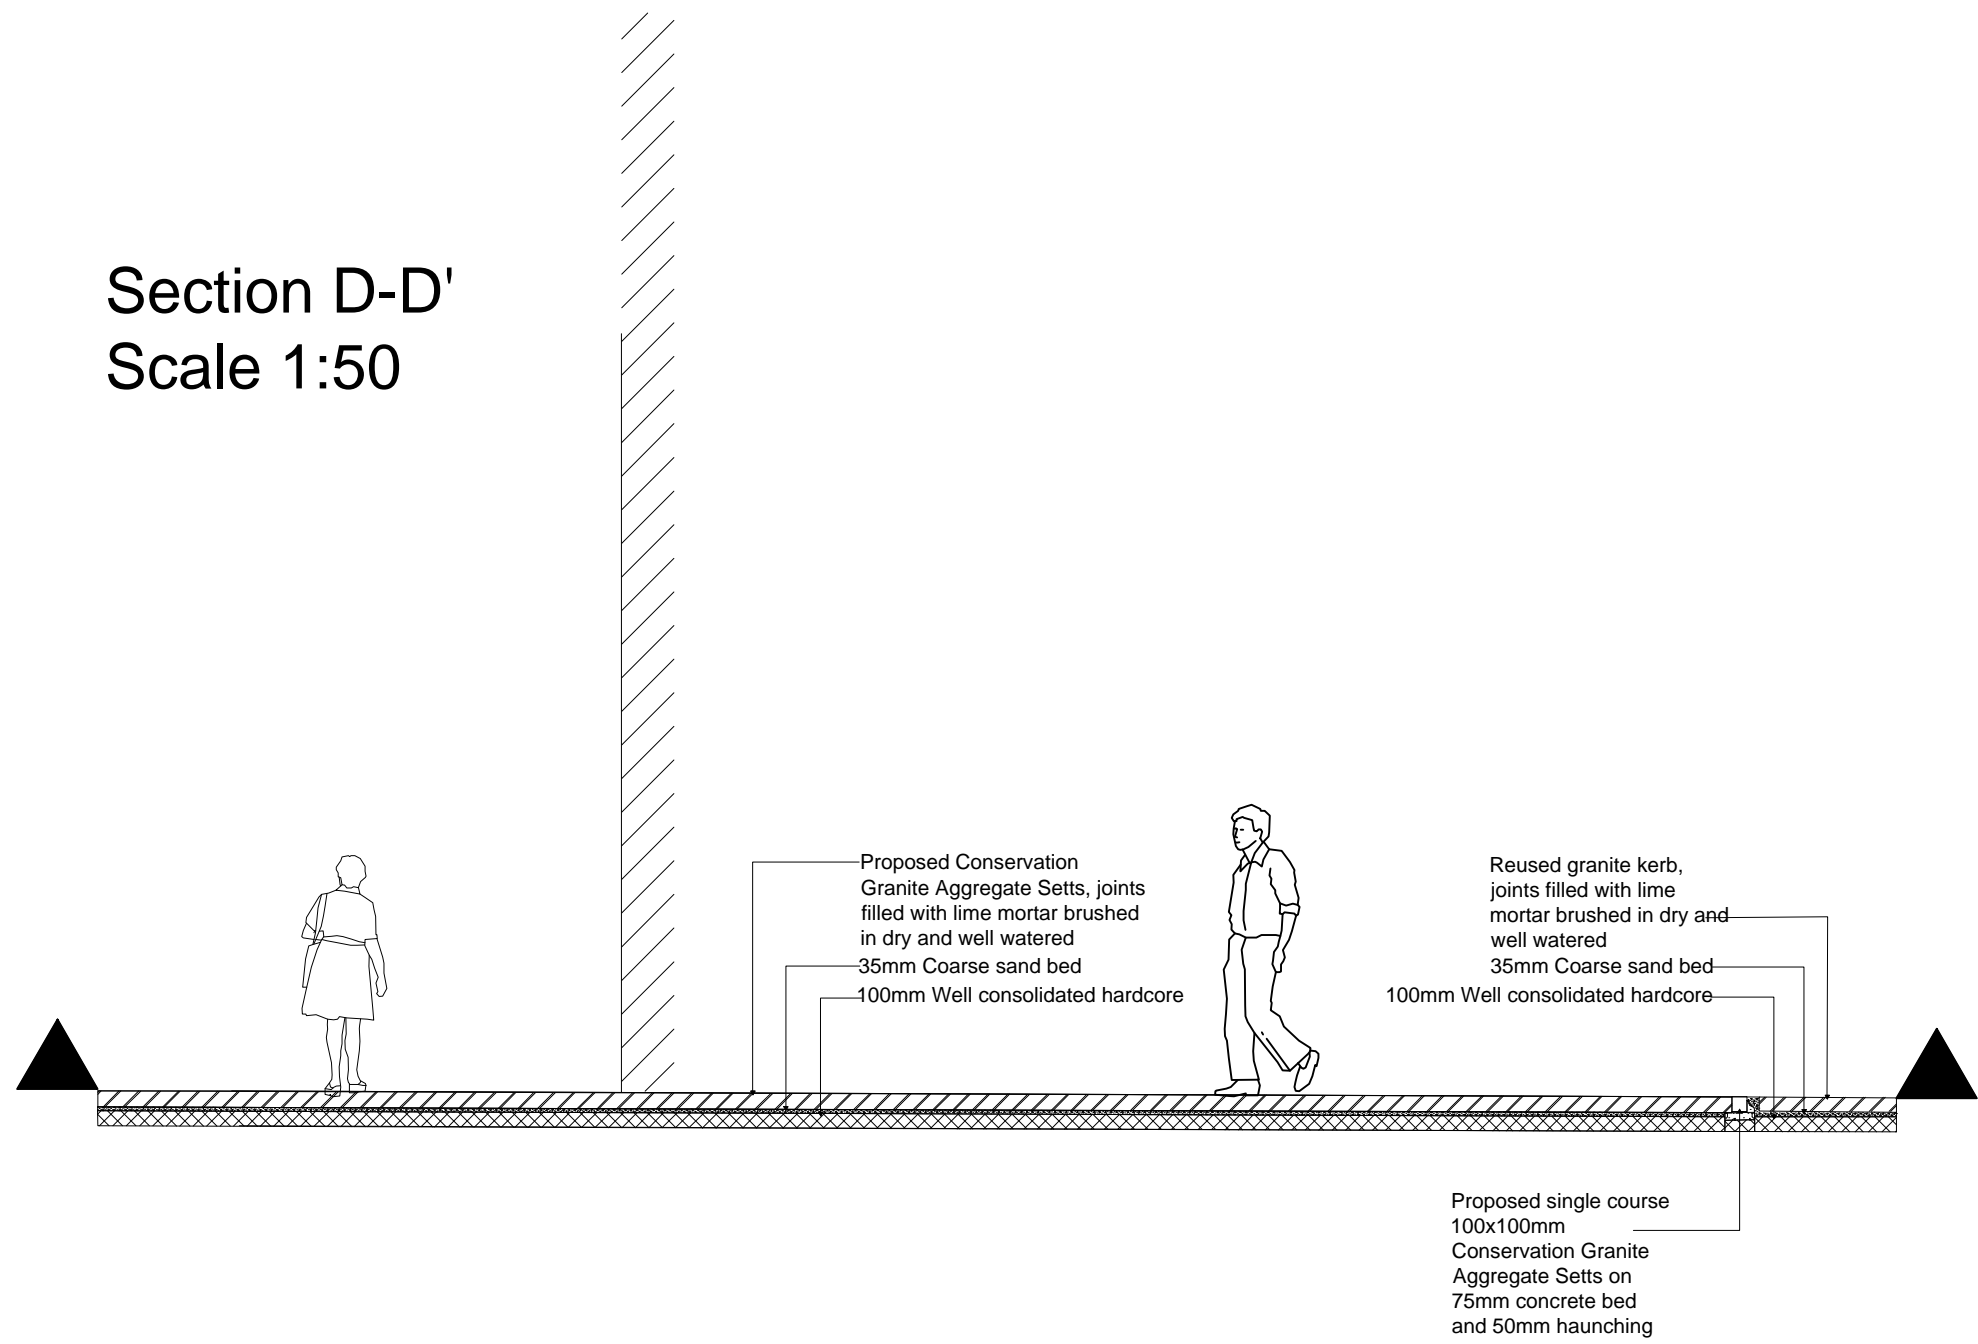 Section D-D'
Scale 1:50
Proposed Conservation
Granite Aggregate Setts, joints
filled with lime mortar brushed
in dry and well watered
35mm Coarse sand bed
100mm Well consolidated hardcore
Reused granite kerb,
joints filled with lime
mortar brushed in dry and
well watered
35mm Coarse sand bed
100mm Well consolidated hardcore
Proposed single course
100x100mm
Conservation Granite
Aggregate Setts on
75mm concrete bed
and 50mm haunching